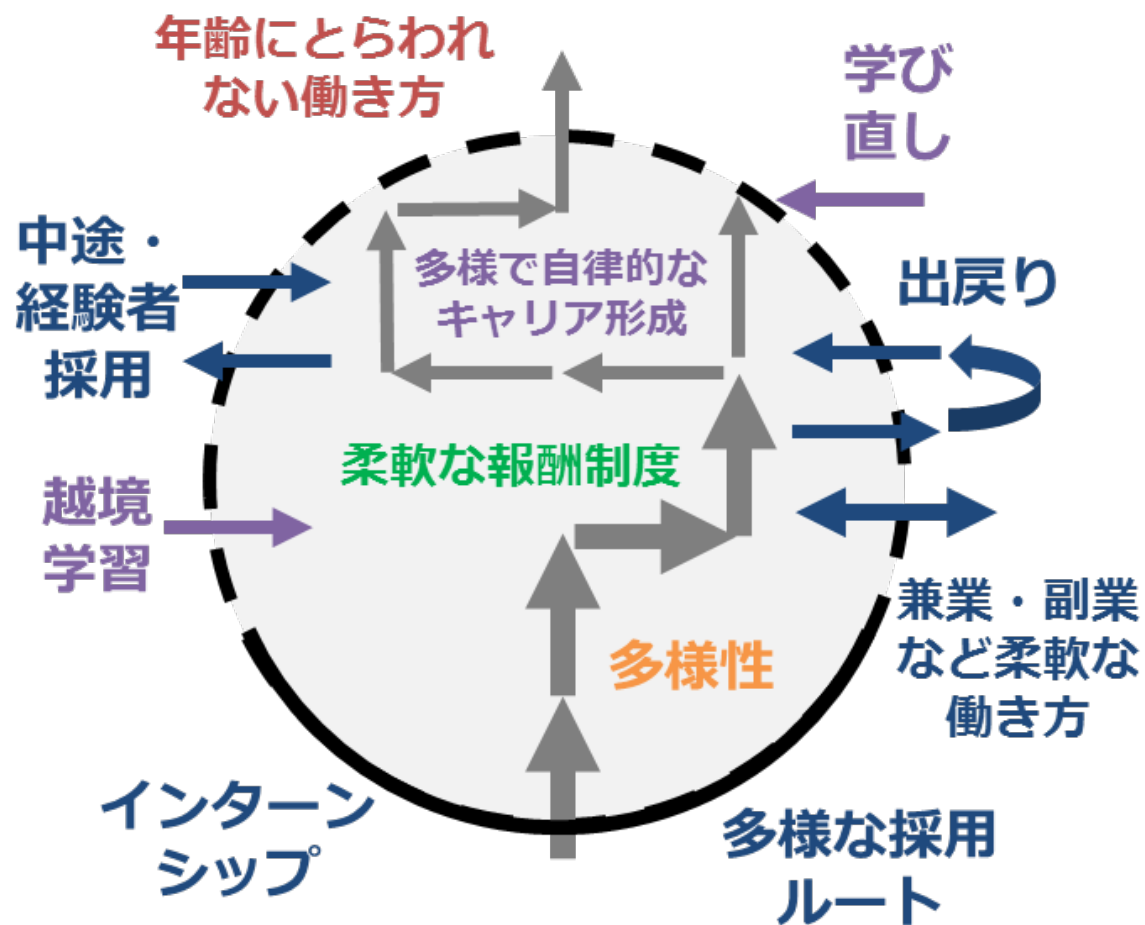 年齢にとらわれ
ない働き方
学び
直し
中途・
経験者
採用
多様で自律的な
キャリア形成
出戻り
柔軟な報酬制度
越境
学習
兼業・副業
など柔軟な
働き方
多様性
インターン
シップ
多様な採用
ルート